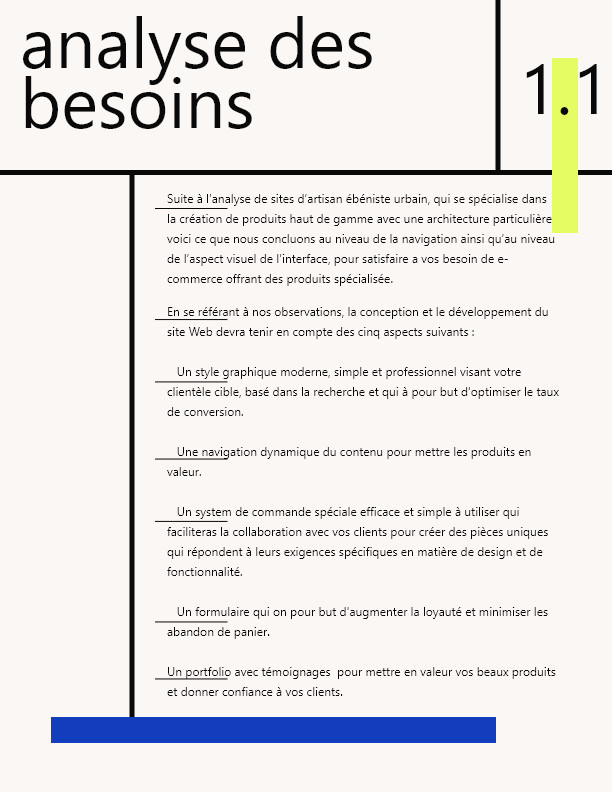 analyse des
besoins
1.1
Suite à l'analyse de sites d'artisan ébéniste urbain, qui se spécialise dans
la création de produits haut de gamme avec une architecture particulière
voici ce que nous concluons au niveau de la navigation ainsi qu'au niveau
de l'aspect visuel de l'interface, pour satisfaire a vos besoin de e-
commerce offrant des produits spécialisée.
En se référant à nos observations, la conception et le développement du
site Web devra tenir en compte des cinq aspects suivants :
Un style graphique moderne, simple et professionnel visant votre
clientèle cible, basé dans la recherche et qui à pour but d'optimiser le taux
de conversion.
Une navigation dynamique du contenu pour mettre les produits en
valeur.
Un system de commande spéciale efficace et simple à utiliser qui
faciliteras la collaboration avec vos clients pour créer des pièces uniques
qui répondent à leurs exigences spécifiques en matière de design et de
fonctionnalité.
Un formulaire qui on pour but d'augmenter la loyauté et minimiser les
abandon de panier.
Un portfolio avec témoignages  pour mettre en valeur vos beaux produits
et donner confiance à vos clients.